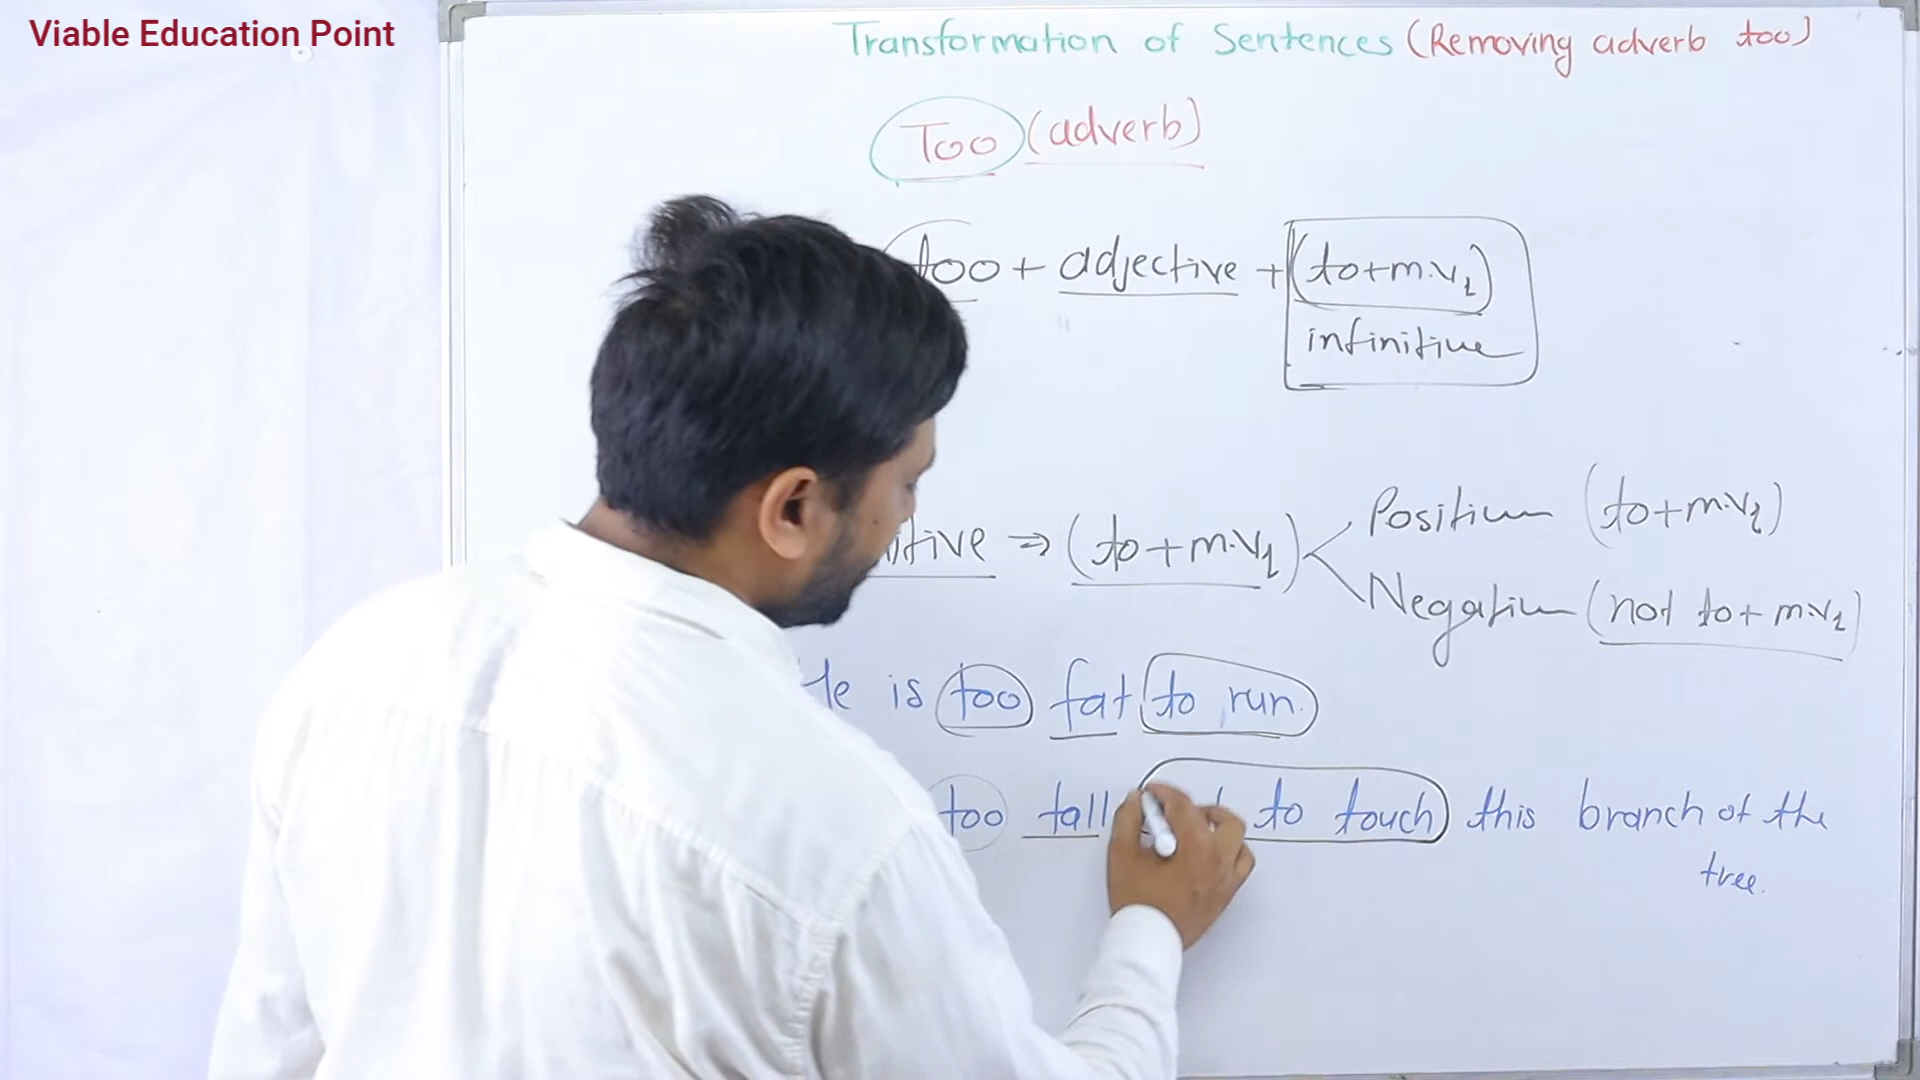 Viable Education Point
Transformation of Sentences (Removing adverb too)
Too (adverb)
too + adjective + (to+m.v1)
infinitive
itive ⇒ (to+m.v1) < Positive (to+m.v1)
Negative (not to+m.v1)
He is too fat to run.
too tall to touch this branch of the
tree.